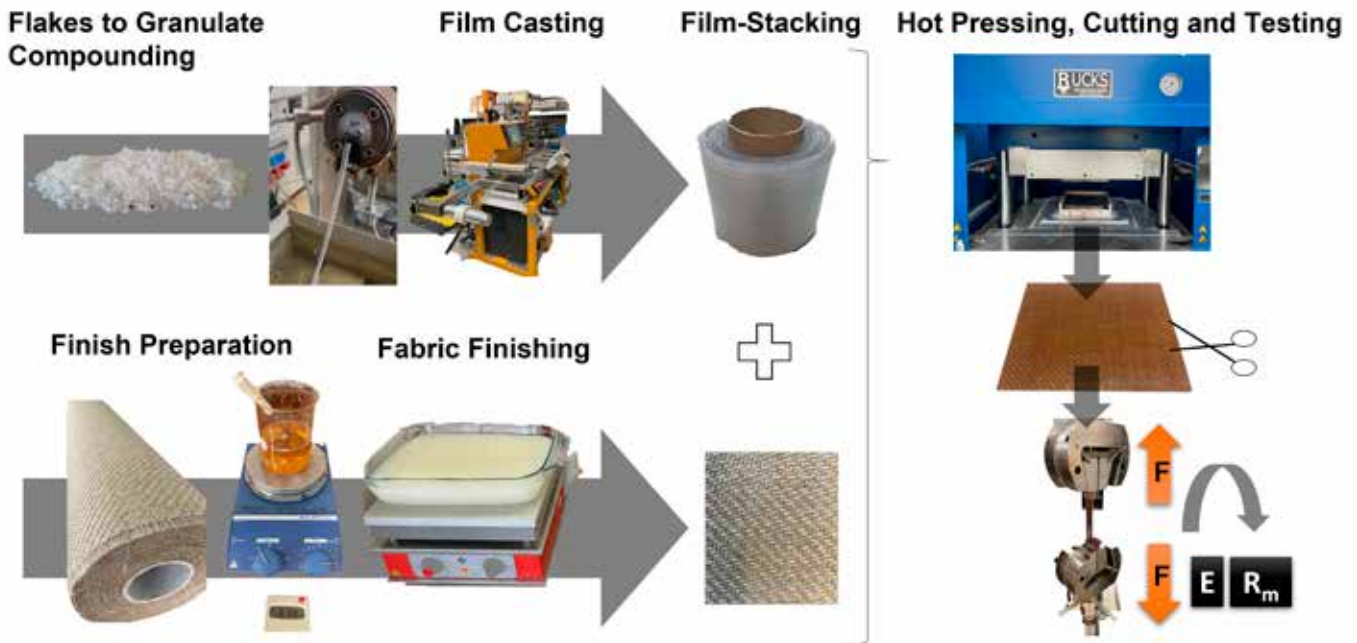 Flakes to Granulate
Compounding
Film Casting
Film-Stacking
Hot Pressing, Cutting and Testing
BUCKS
Finish Preparation
Fabric Finishing
F
F
E
Rm